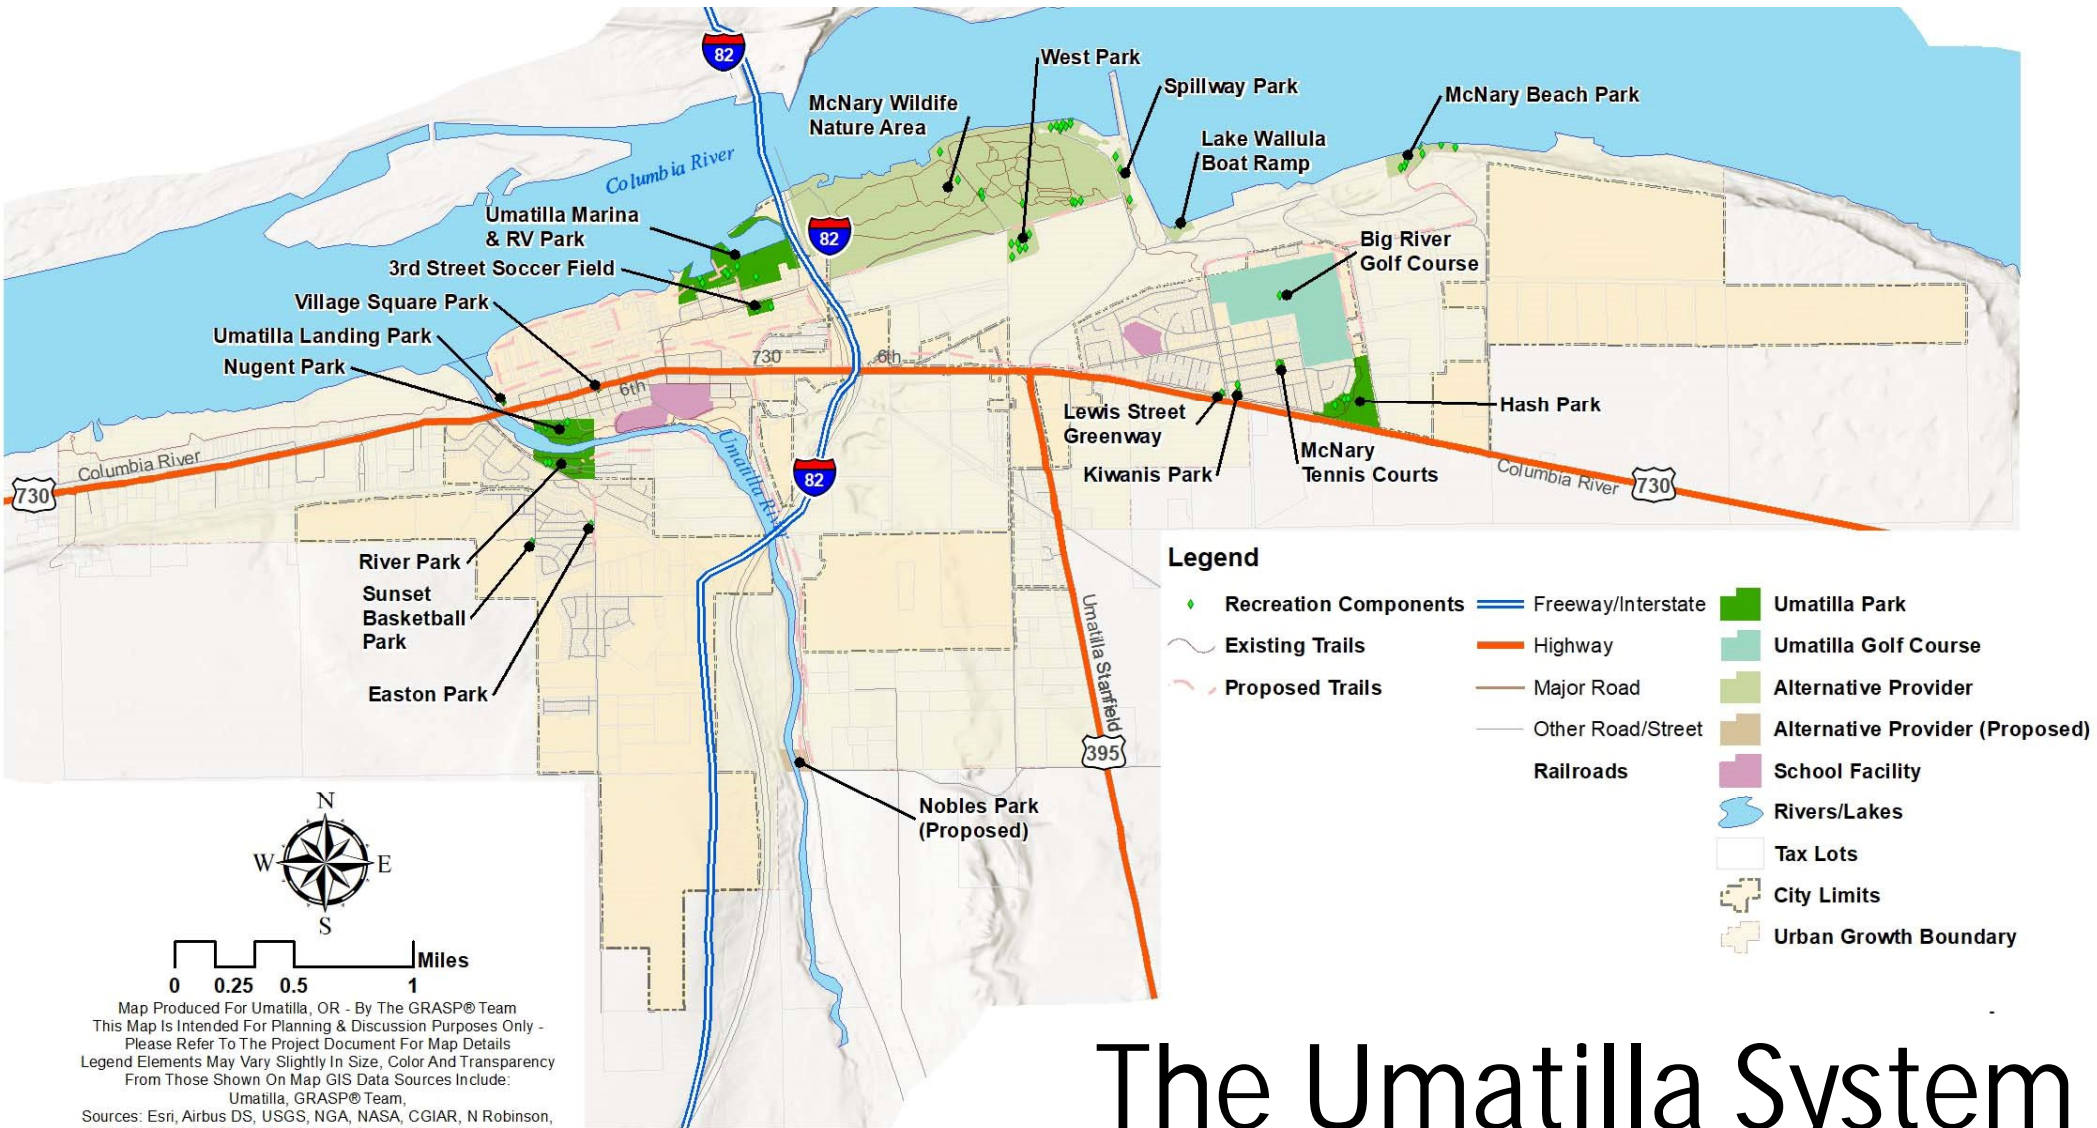 82
West Park
Spillway Park
McNary Beach Park
McNary Wildife
Nature Area
Lake Wallula
Boat Ramp
Columbia River
Umatilla Marina
& RV Park
82
Big River
Golf Course
3rd Street Soccer Field
Village Square Park
Umatilla Landing Park
Nugent Park
730
6th
6th
Lewis Street
Greenway
Hash Park
McNary
Tennis Courts
Kiwanis Park
Columbia River
730
Columbia River
730
82
Umatilla River
River Park
Sunset
Basketball
Park
Easton Park
Umatilla Stanfield
395
Nobles Park
(Proposed)
Legend
Recreation Components
Existing Trails
Proposed Trails
Freeway/Interstate
Highway
Major Road
Other Road/Street
Railroads
Umatilla Park
Umatilla Golf Course
Alternative Provider
Alternative Provider (Proposed)
School Facility
Rivers/Lakes
Tax Lots
City Limits
Urban Growth Boundary
N
W E
S
Miles
0 0.25 0.5 1
Map Produced For Umatilla, OR - By The GRASP® Team
This Map Is Intended For Planning & Discussion Purposes Only -
Please Refer To The Project Document For Map Details
Legend Elements May Vary Slightly In Size, Color And Transparency
From Those Shown On Map GIS Data Sources Include:
Umatilla, GRASP® Team,
Sources: Esri, Airbus DS, USGS, NGA, NASA, CGIAR, N Robinson,
-
The Umatilla System